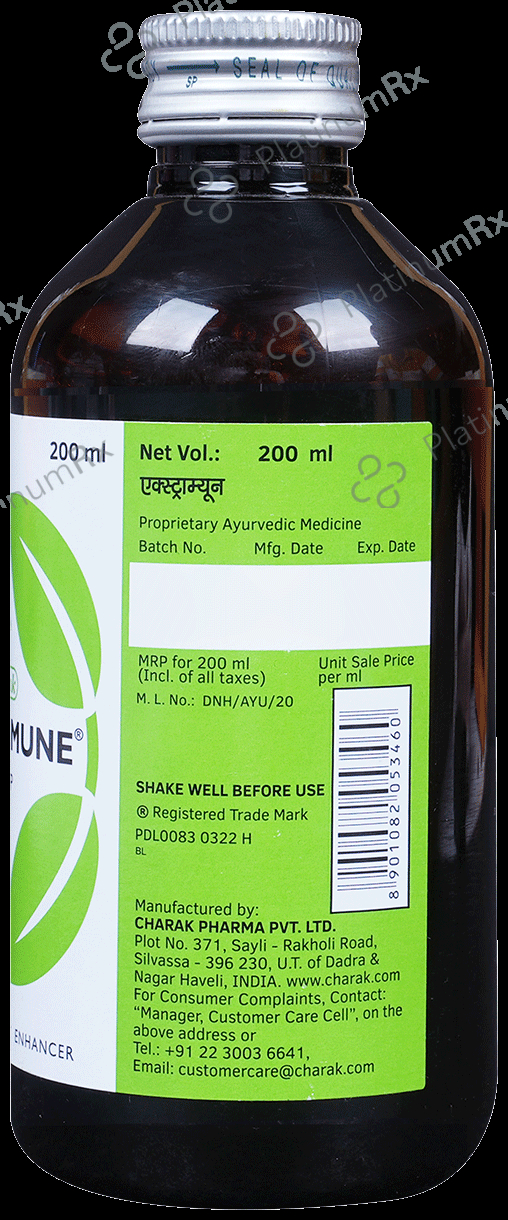 SP
SEAL OF QUA
PlatinumRx
PlatinumRx
PlatinumRx
200 ml
MUNE®
ENHANCER
Net Vol.: 200 ml
एक्स्ट्राम्यून
Proprietary Ayurvedic Medicine
Batch No. Mfg. Date Exp. Date
MRP for 200 ml
(Incl. of all taxes)
Unit Sale Price
per ml
M. L. No.: DNH/AYU/20
SHAKE WELL BEFORE USE
® Registered Trade Mark
PDL0083 0322 H
BL
8 901082 053460
Manufactured by:
CHARAK PHARMA PVT. LTD.
Plot No. 371, Sayli - Rakholi Road,
Silvassa - 396 230, U.T. of Dadra &
Nagar Haveli, INDIA. www.charak.com
For Consumer Complaints, Contact:
“Manager, Customer Care Cell”, on the
above address or
Tel.: +91 22 3003 6641,
Email: customercare@charak.com